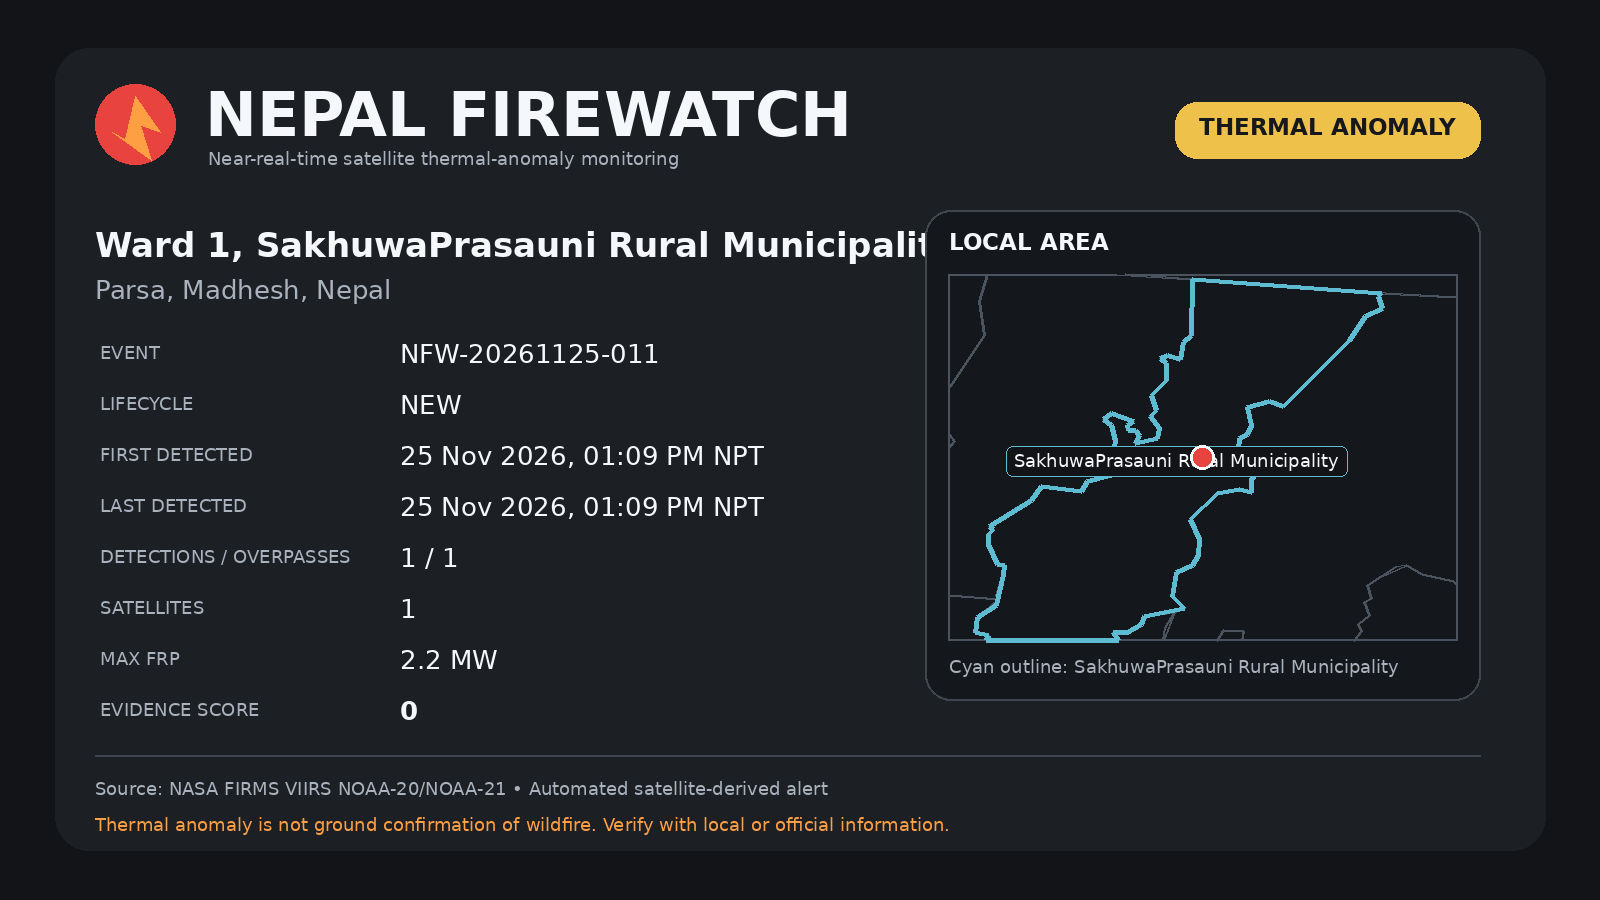 NEPAL FIREWATCH
Near-real-time satellite thermal-anomaly monitoring
THERMAL ANOMALY
Ward 1, SakhuwaPrasauni Rural Municipalit
Parsa, Madhesh, Nepal
EVENT NFW-20261125-011
LIFECYCLE NEW
FIRST DETECTED 25 Nov 2026, 01:09 PM NPT
LAST DETECTED 25 Nov 2026, 01:09 PM NPT
DETECTIONS / OVERPASSES 1 / 1
SATELLITES 1
MAX FRP 2.2 MW
EVIDENCE SCORE 0
LOCAL AREA
SakhuwaPrasauni Rural Municipality
Cyan outline: SakhuwaPrasauni Rural Municipality
Source: NASA FIRMS VIIRS NOAA-20/NOAA-21 • Automated satellite-derived alert
Thermal anomaly is not ground confirmation of wildfire. Verify with local or official information.